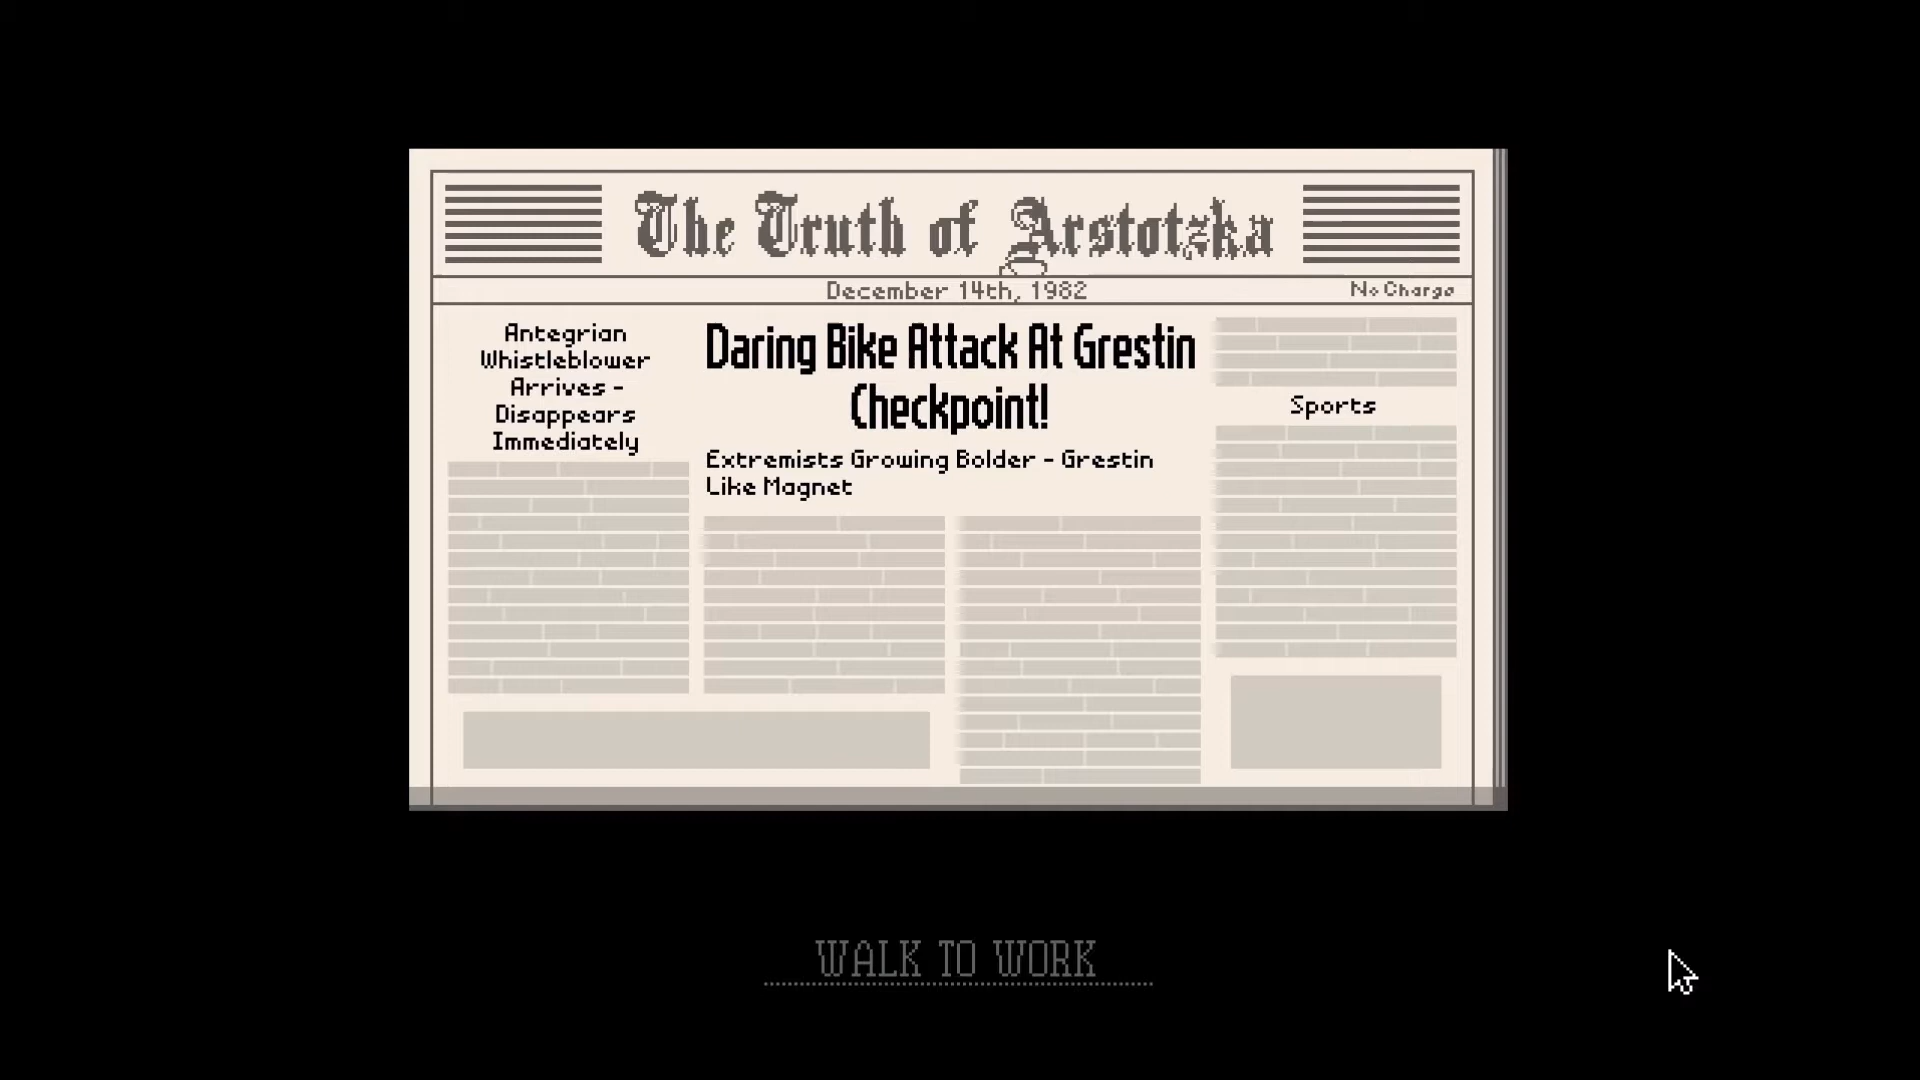 The Truth of Arstotzka
December 14th, 1982
No Charge
Antegrian
Whistleblower
Arrives -
Disappears
Immediately
Daring Bike Attack At Grestin
Checkpoint!
Extremists Growing Bolder - Grestin
Like Magnet
Sports
WALK TO WORK